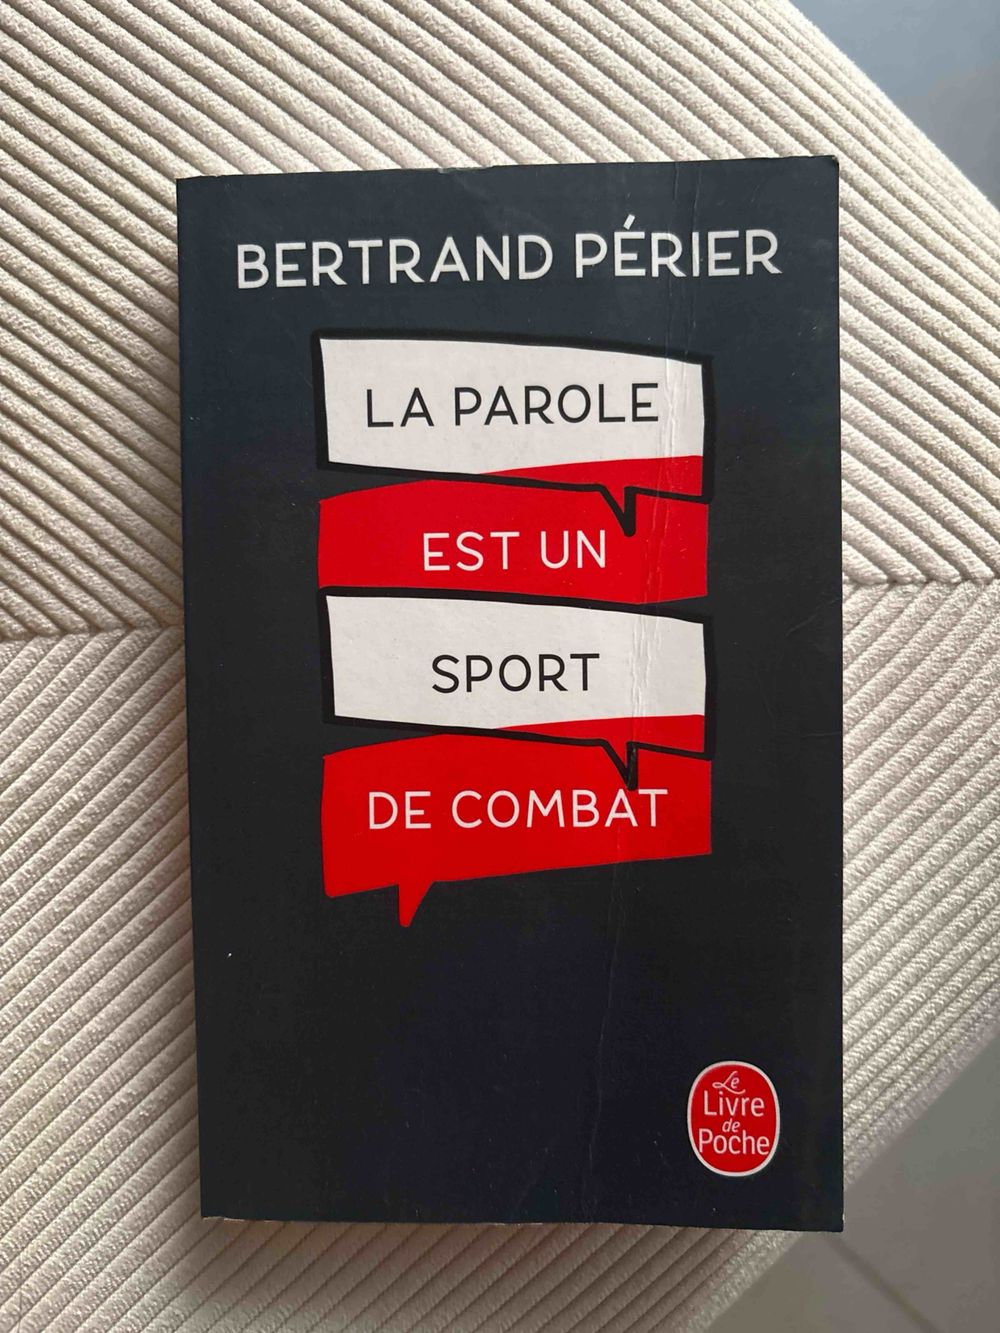 BERTRAND PÉRIER
LA PAROLE
EST UN
SPORT
DE COMBAT
Le
Livre
de
Poche